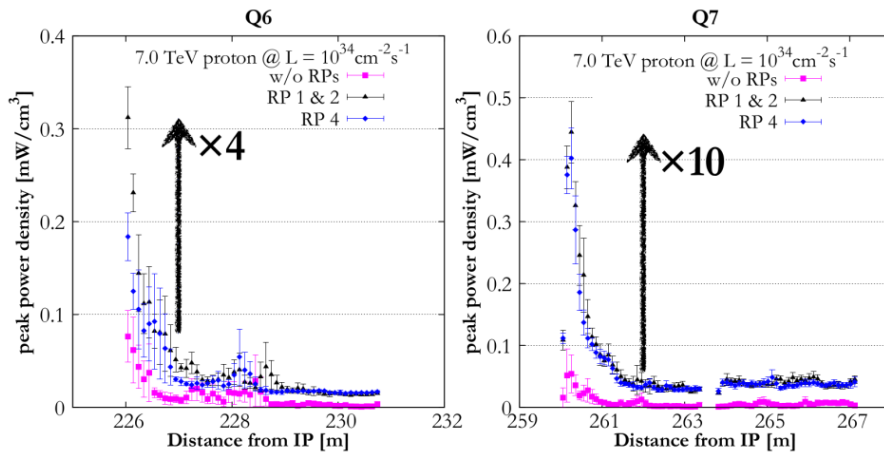 Q6
0.4
0.3
0.2
0.1
0
peak power density [mW/cm³]
7.0 TeV proton @ L = 10³⁴cm⁻²s⁻¹
w/o RPs
RP 1 & 2
RP 4
×4
226
228
230
232
Distance from IP [m]
Q7
0.6
0.5
0.4
0.3
0.2
0.1
0
peak power density [mW/cm³]
7.0 TeV proton @ L = 10³⁴cm⁻²s⁻¹
w/o RPs
RP 1 & 2
RP 4
×10
259
261
263
265
267
Distance from IP [m]